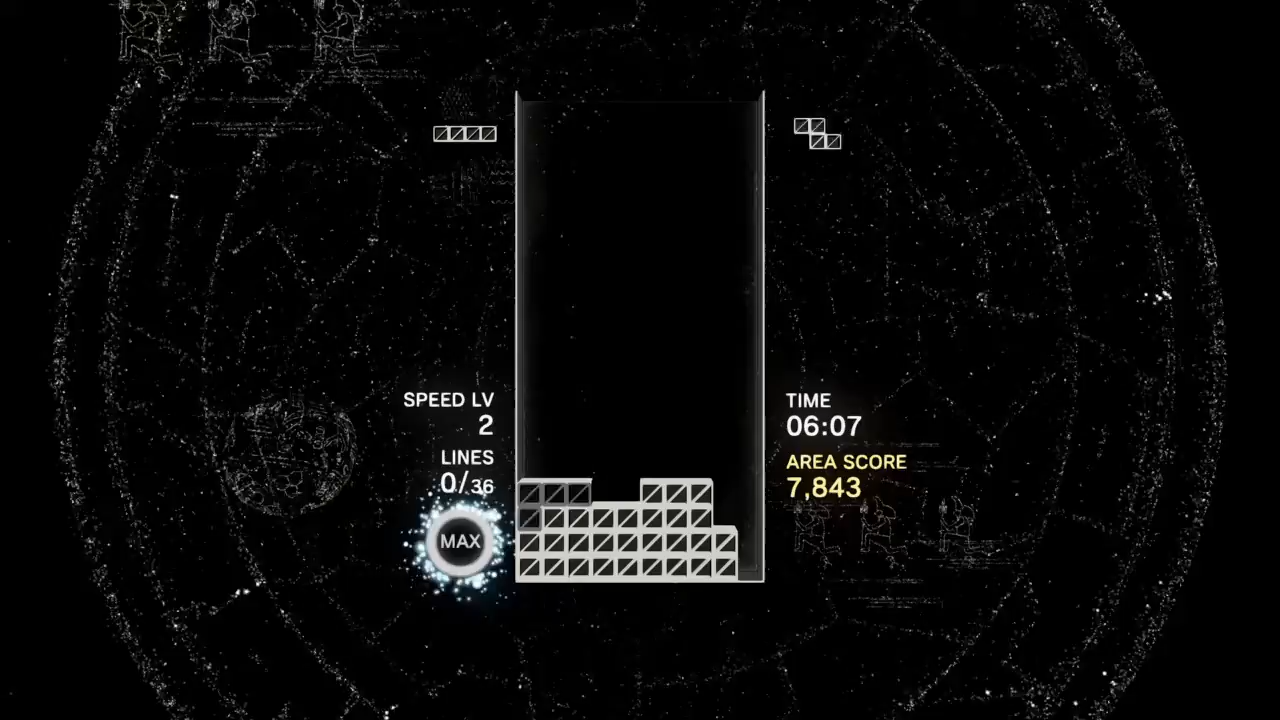 SPEED LV
2
LINES
0/36
MAX
TIME
06:07
AREA SCORE
7,843